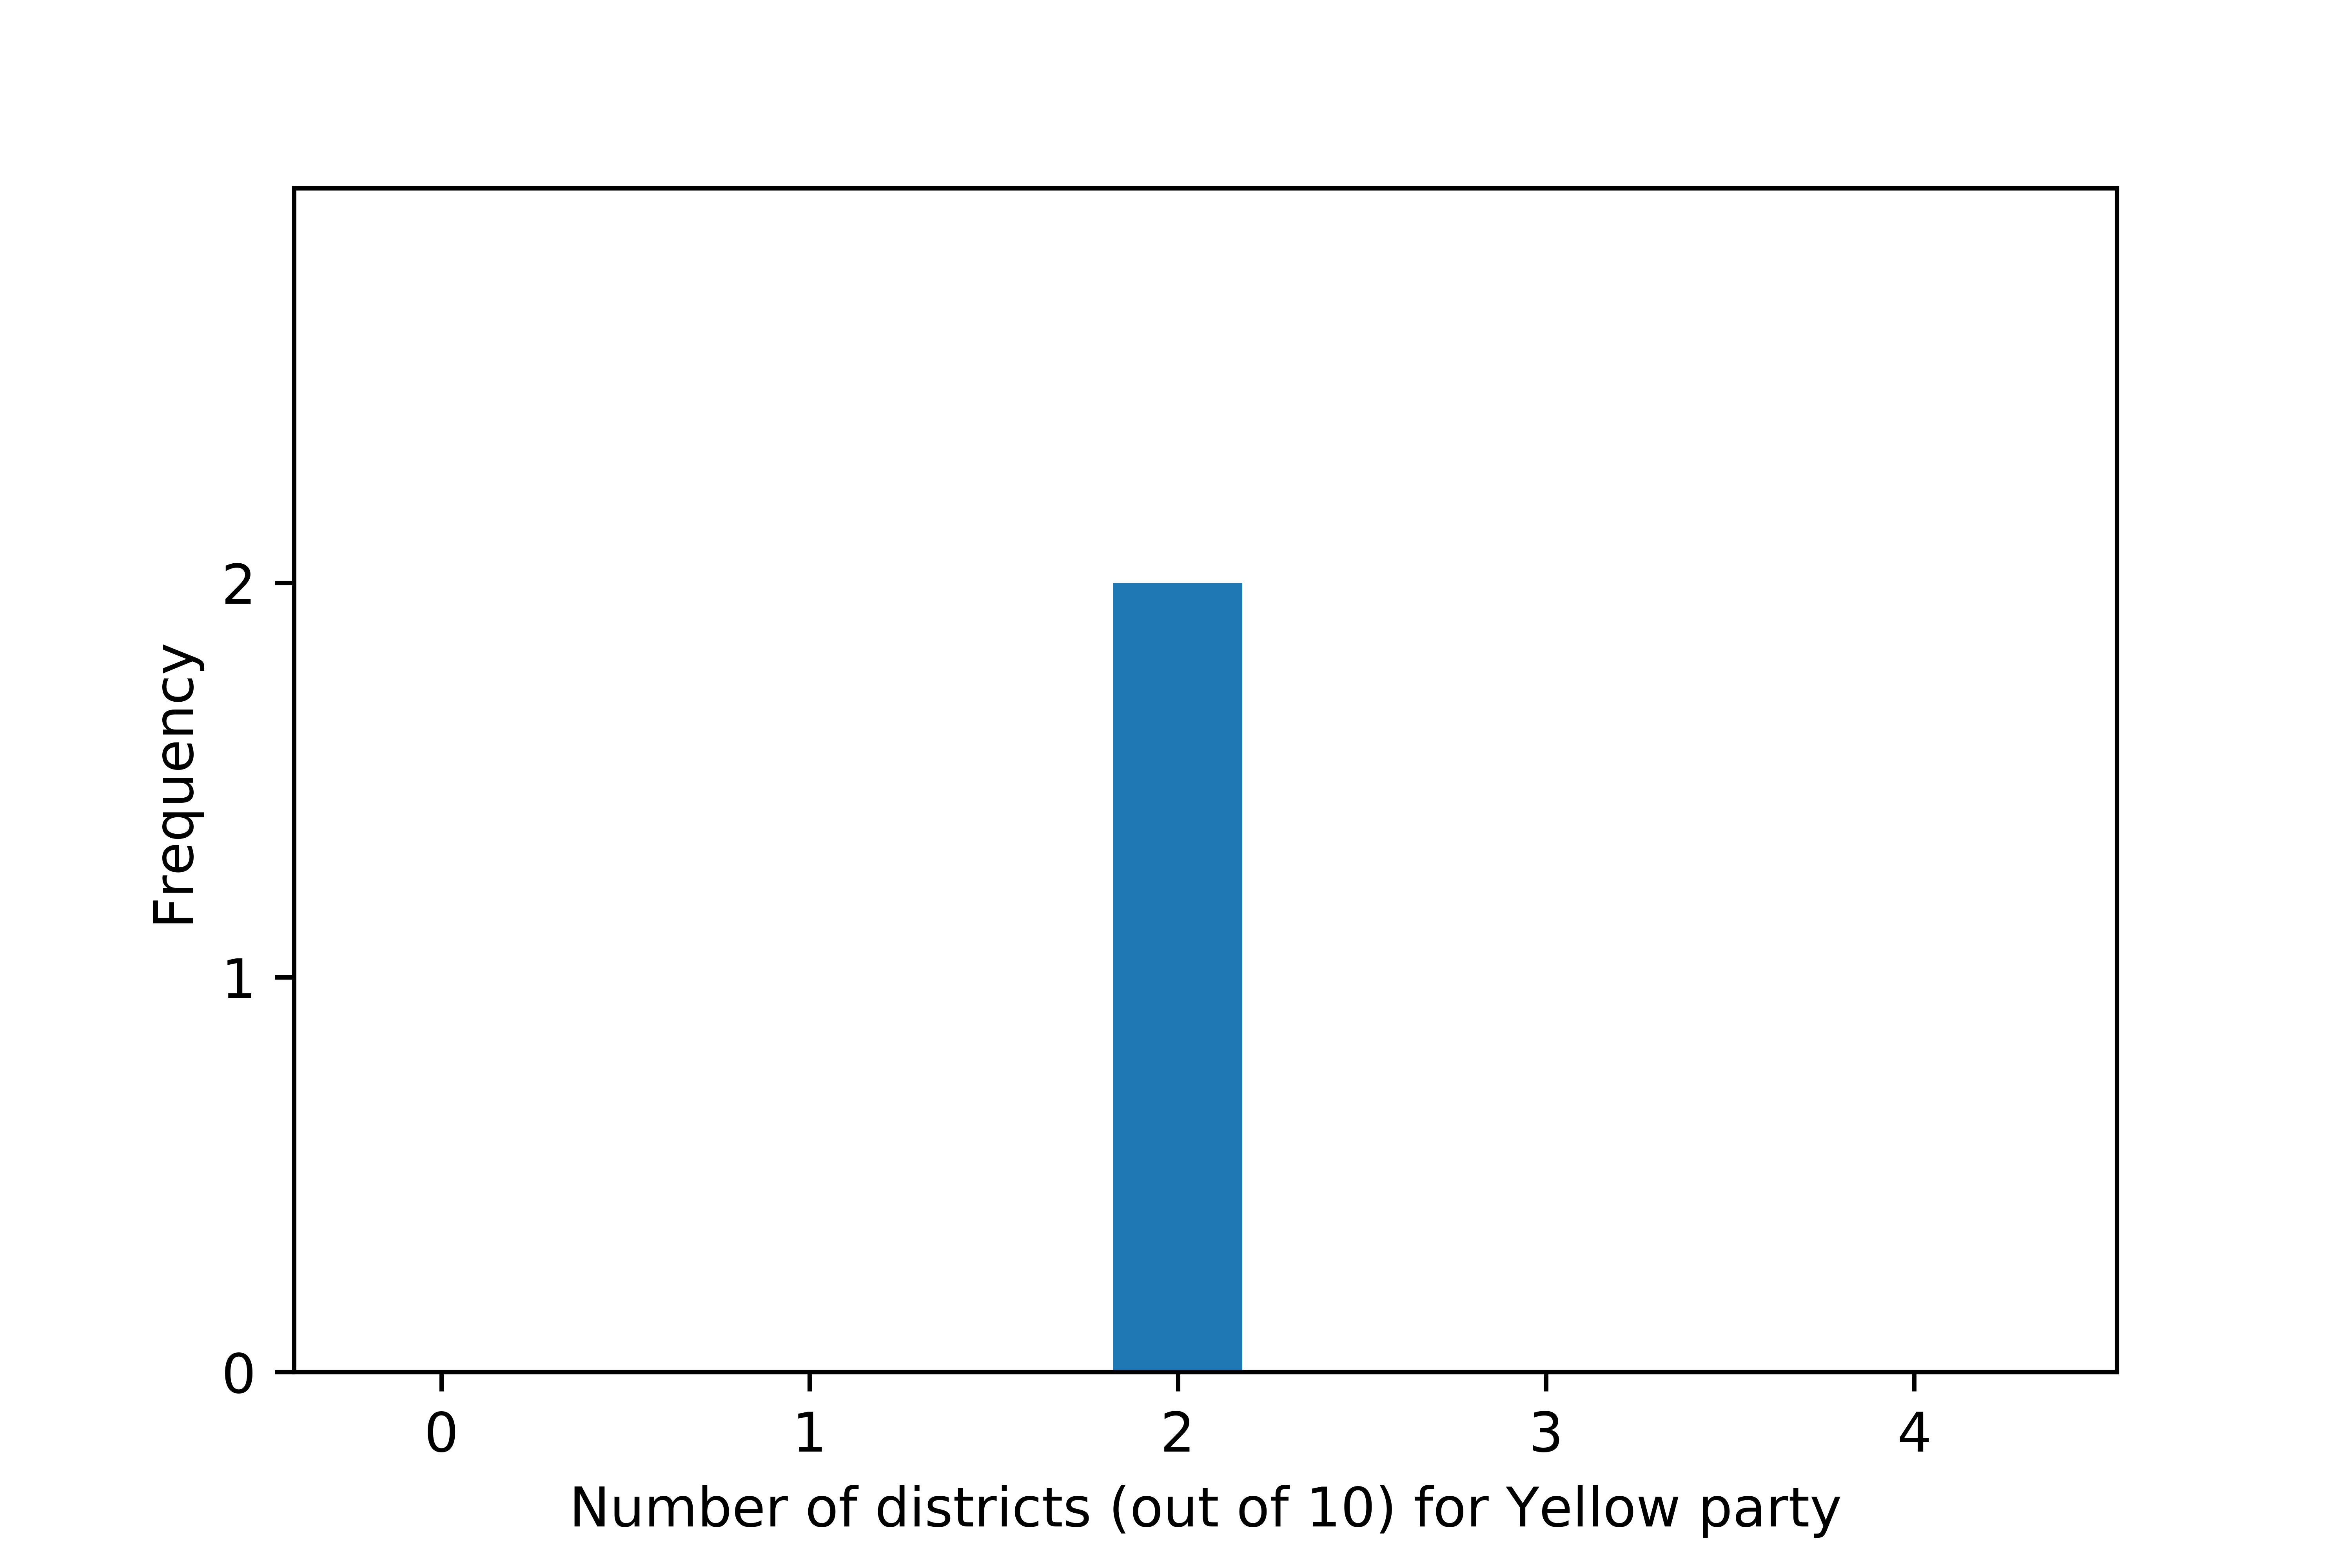 2
1
0
Frequency
0 1 2 3 4
Number of districts (out of 10) for Yellow party